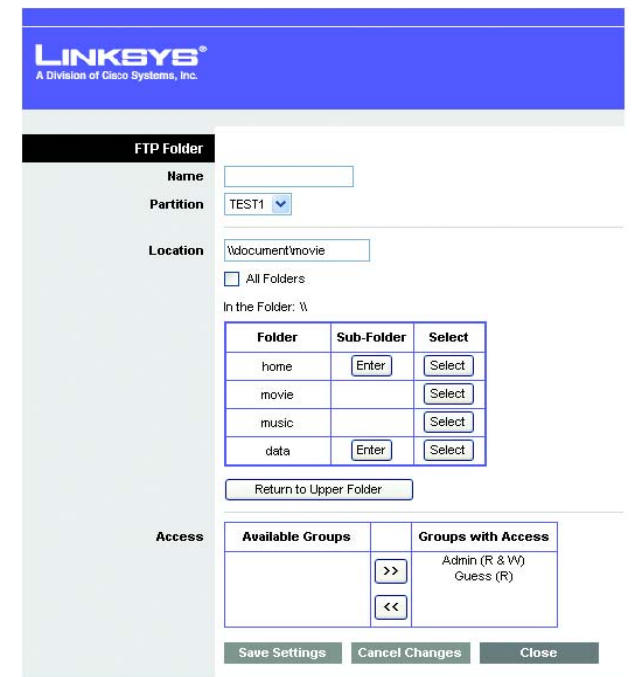 LINKSYS®
A Division of Cisco Systems, Inc.
FTP Folder
Name
Partition TEST1
Location \\document\movie
All Folders
In the Folder: \\
Folder Sub-Folder Select
home Enter Select
movie Select
music Select
data Enter Select
Return to Upper Folder
Access Available Groups Groups with Access
Admin (R & W)
>> Guess (R)
<<
Save Settings Cancel Changes Close